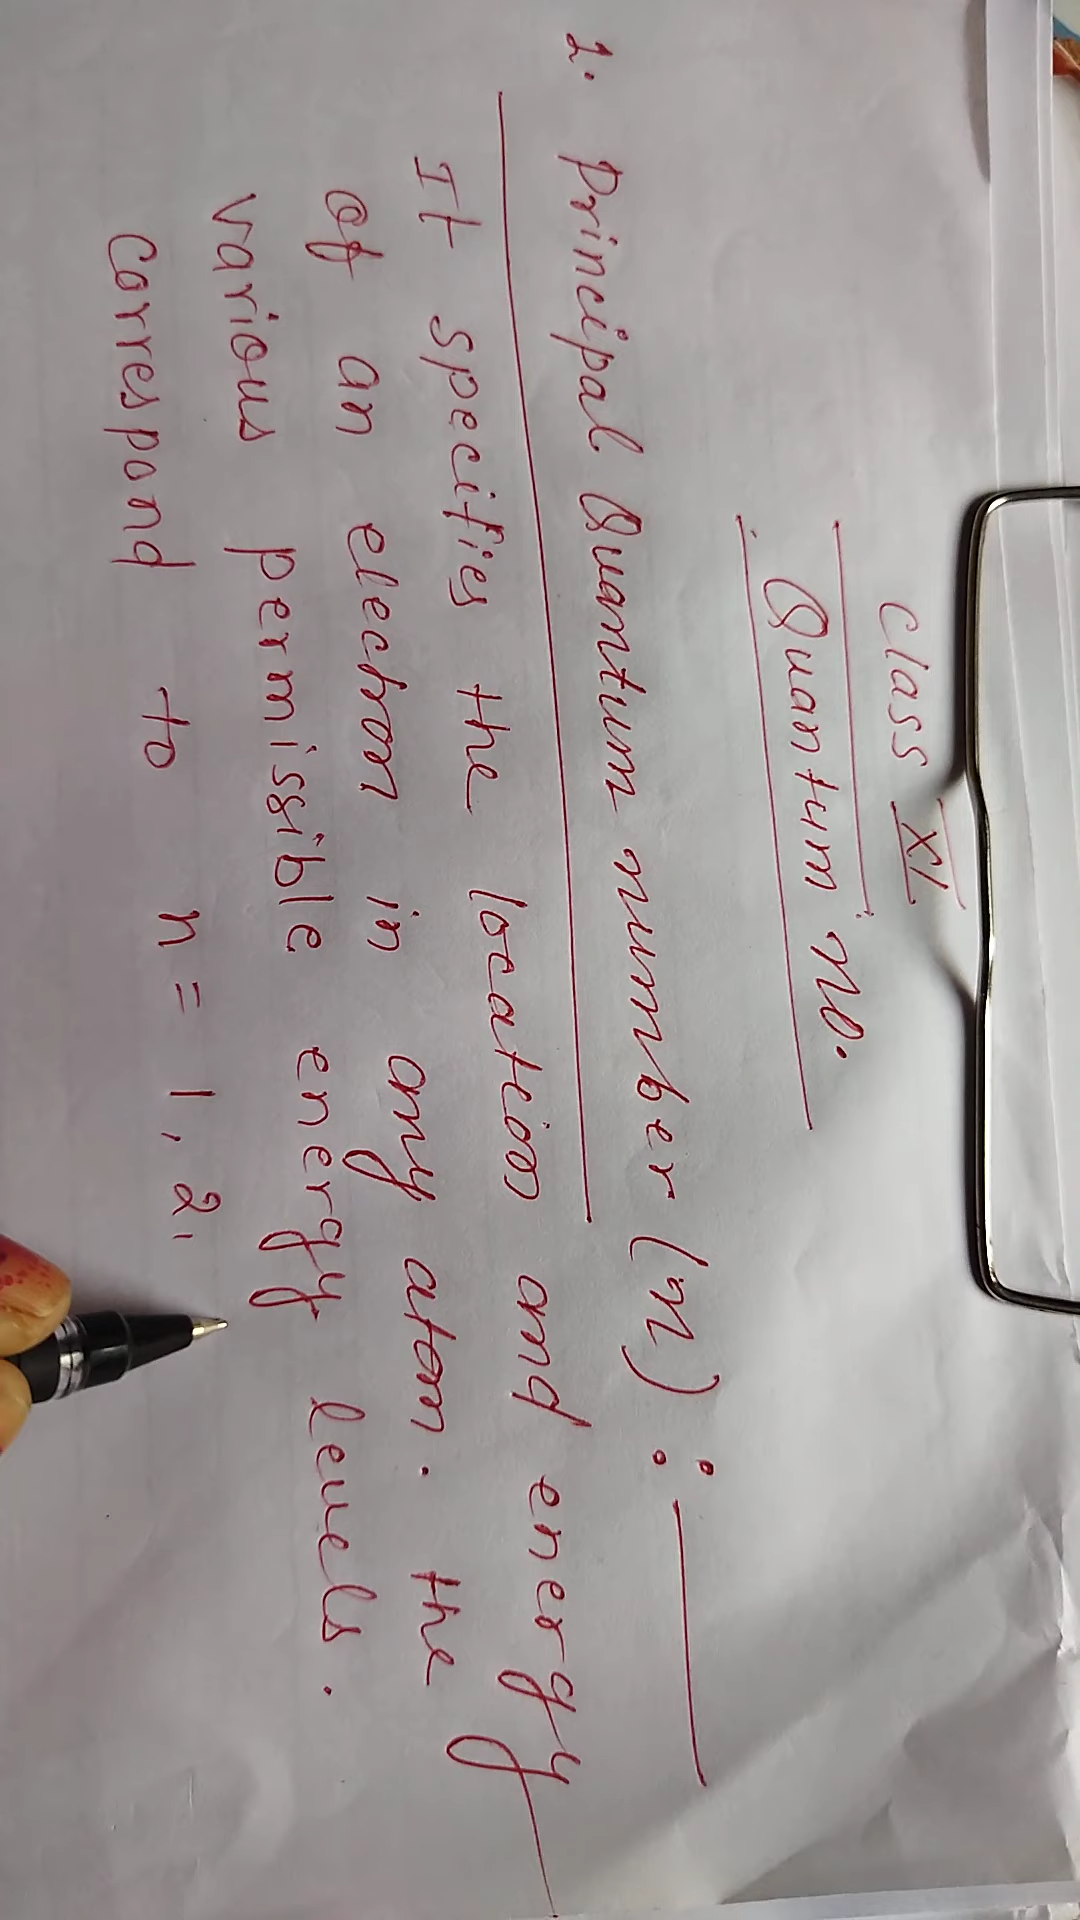 Class XI
Quantum no.
1. Principal Quantum number (n) :
It specifies the location and energy
of an electron in any atom. the
various permissible energy levels.
correspond to n = 1, 2,